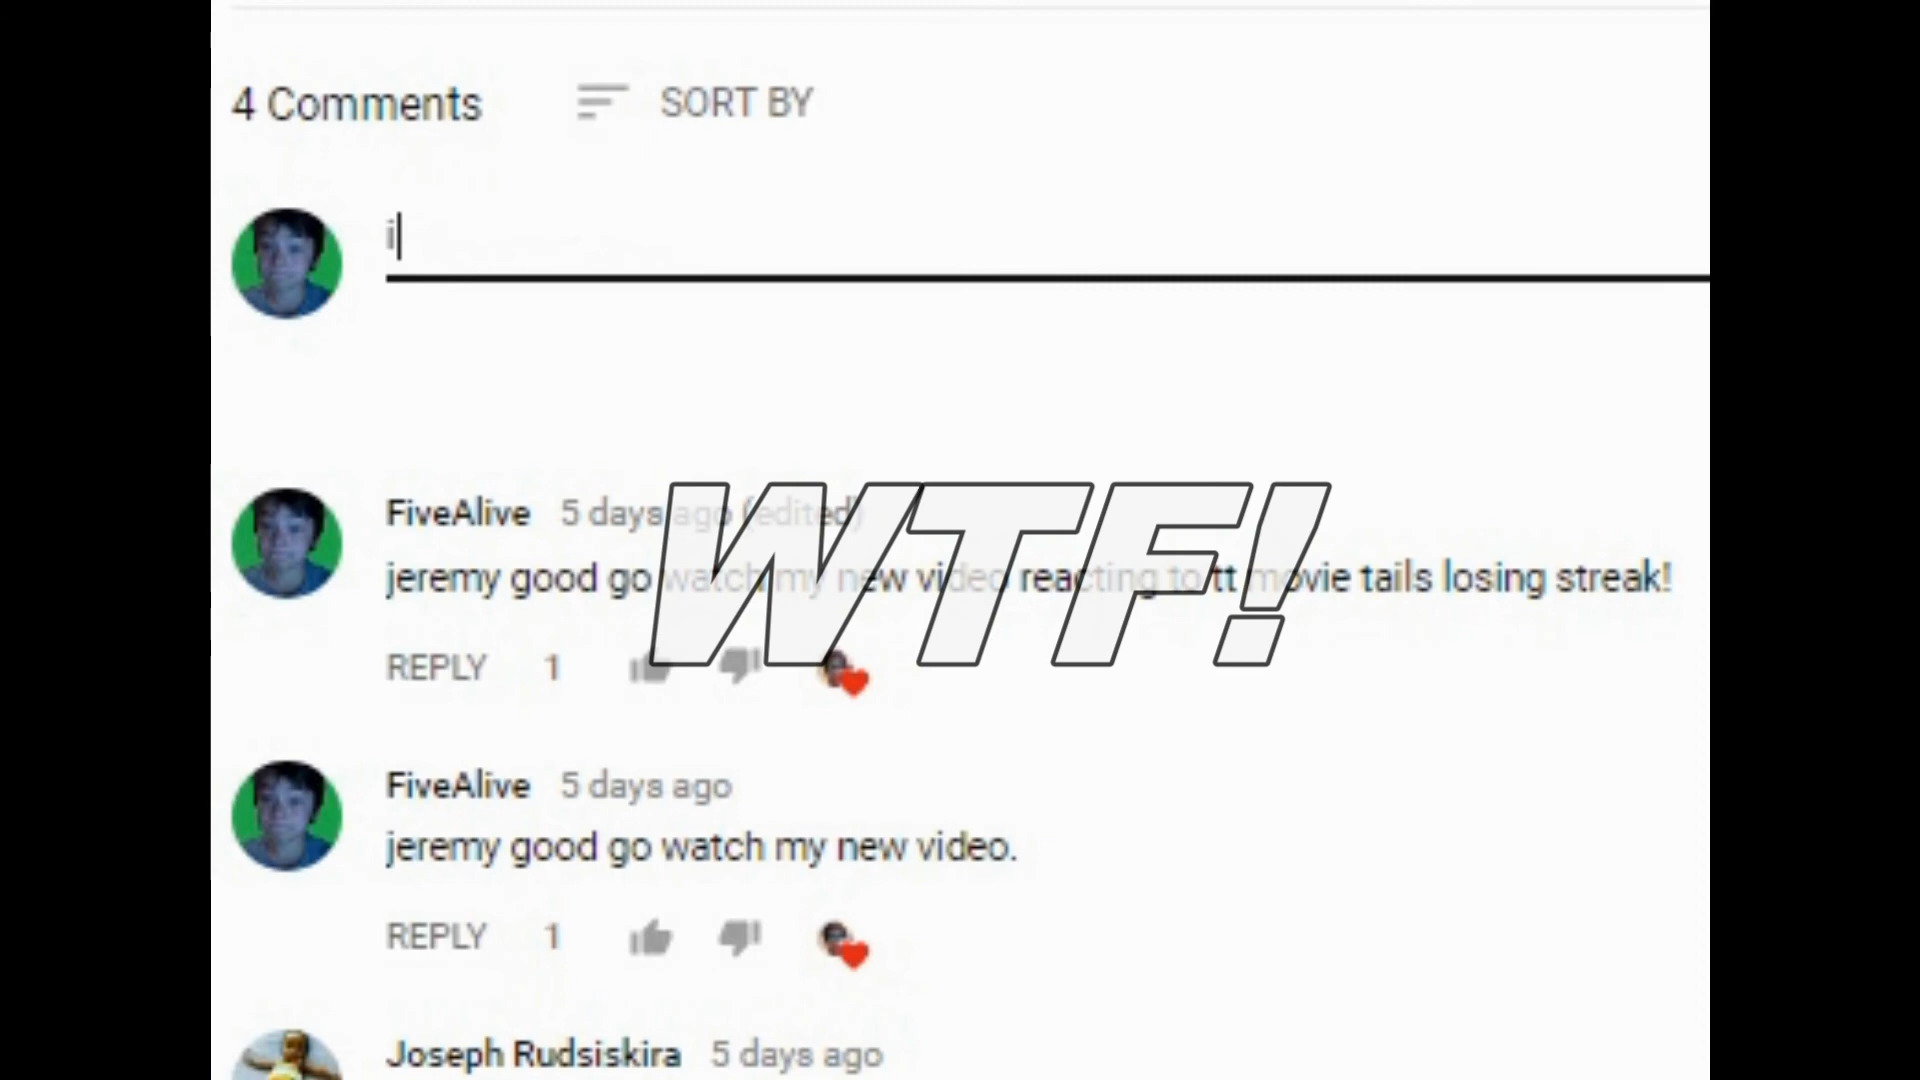 4 Comments SORT BY
i
FiveAlive 5 days ago (edited)
jeremy good go watch my new video reacting to tt movie tails losing streak!
WTF!
REPLY 1
FiveAlive 5 days ago
jeremy good go watch my new video.
REPLY 1
Joseph Rudsiskira 5 days ago